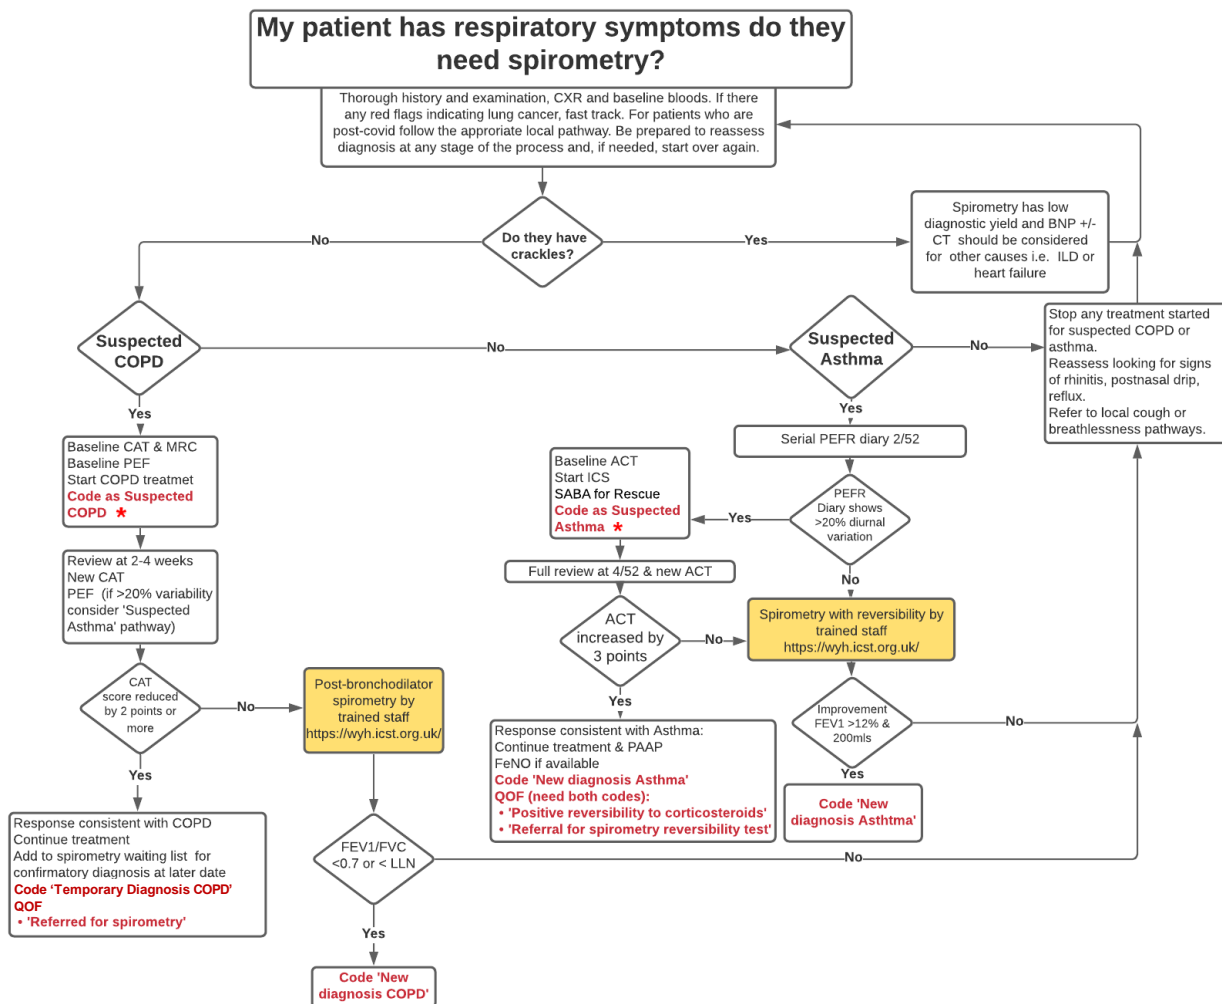 My patient has respiratory symptoms do they
need spirometry?
Thorough history and examination, CXR and baseline bloods. If there
any red flags indicating lung cancer, fast track. For patients who are
post-covid follow the approriate local pathway. Be prepared to reassess
diagnosis at any stage of the process and, if needed, start over again.
Do they have
crackles?
No
Yes
Spirometry has low
diagnostic yield and BNP +/-
CT should be considered
for other causes i.e. ILD or
heart failure
Suspected
COPD
No
Suspected
Asthma
No
Stop any treatment started
for suspected COPD or
asthma.
Reassess looking for signs
of rhinitis, postnasal drip,
reflux.
Refer to local cough or
breathlessness pathways.
Yes
Baseline CAT & MRC
Baseline PEF
Start COPD treatmet
Code as Suspected
COPD *
Review at 2-4 weeks
New CAT
PEF (if >20% variability
consider 'Suspected
Asthma' pathway)
CAT
score reduced
by 2 points or
more
No
Yes
Response consistent with COPD
Continue treatment
Add to spirometry waiting list for
confirmatory diagnosis at later date
Code ‘Temporary Diagnosis COPD’
QOF
• 'Referred for spirometry'
Post-bronchodilator
spirometry by
trained staff
https://wyh.icst.org.uk/
FEV1/FVC
<0.7 or < LLN
No
Yes
Code 'New
diagnosis COPD'
Yes
Serial PEFR diary 2/52
PEFR
Diary shows
>20% diurnal
variation
Yes
No
Baseline ACT
Start ICS
SABA for Rescue
Code as Suspected
Asthma *
Full review at 4/52 & new ACT
ACT
increased by
3 points
No
Yes
Response consistent with Asthma:
Continue treatment & PAAP
FeNO if available
Code 'New diagnosis Asthma'
QOF (need both codes):
• 'Positive reversibility to corticosteroids'
• 'Referral for spirometry reversibility test'
Spirometry with reversibility by
trained staff
https://wyh.icst.org.uk/
Improvement
FEV1 >12% &
200mls
No
Yes
Code 'New
diagnosis Asthtma'